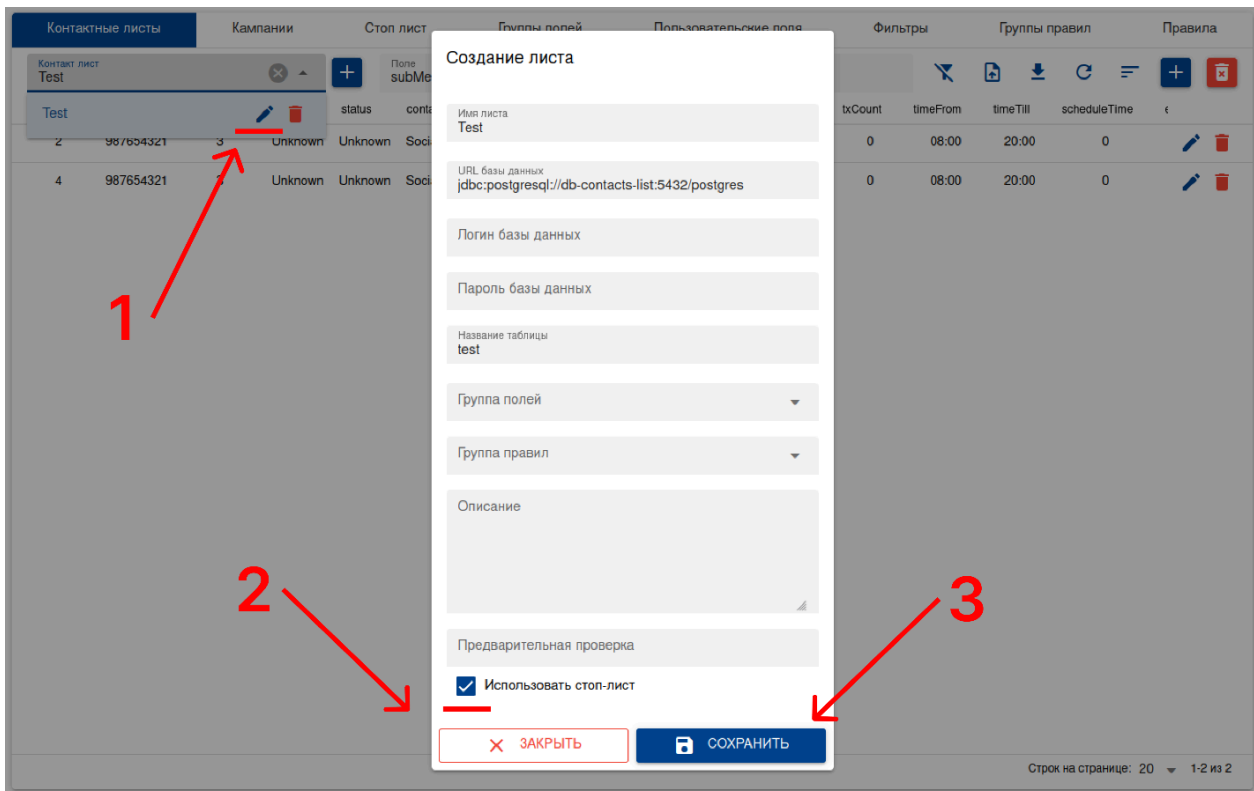 Контактные листы Кампании Стоп лист Группы полей Пользовательские поля Фильтры Группы правил Правила
Контакт лист
Test
Поле
subMe
Test
status conta txCount timeFrom timeTill scheduleTime
2 987654321 3 Unknown Unknown Soci 0 08:00 20:00 0
4 987654321 3 Unknown Unknown Soci 0 08:00 20:00 0
Создание листа
Имя листа
Test
URL базы данных
jdbc:postgresql://db-contacts-list:5432/postgres
Логин базы данных
Пароль базы данных
Название таблицы
test
Группа полей
Группа правил
Описание
Предварительная проверка
Использовать стоп-лист
ЗАКРЫТЬ СОХРАНИТЬ
1
2
3
Строк на странице: 20 1-2 из 2